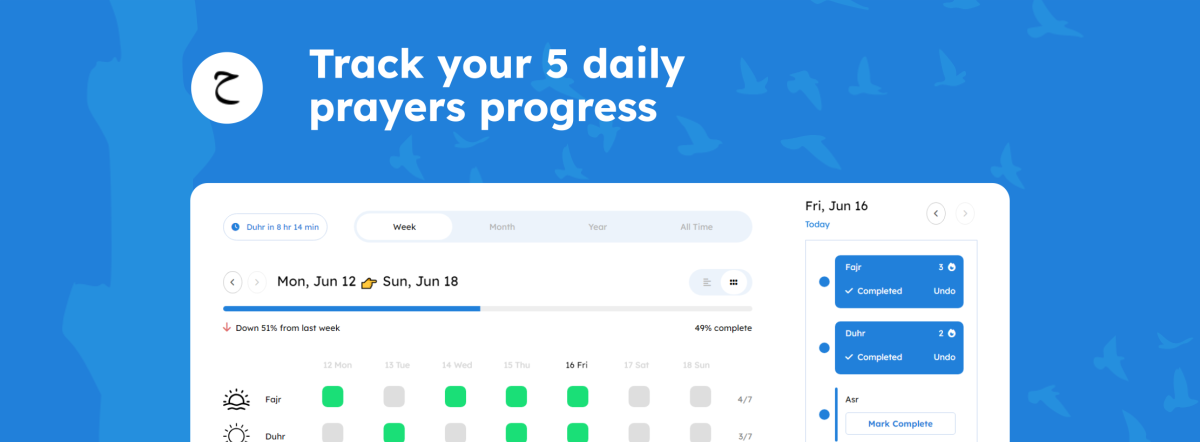 ح
Track your 5 daily
prayers progress
Duhr in 8 hr 14 min
Week
Month
Year
All Time
Mon, Jun 12 👉 Sun, Jun 18
Down 51% from last week
49% complete
12 Mon
13 Tue
14 Wed
15 Thu
16 Fri
17 Sat
18 Sun
Fajr
4/7
Duhr
3/7
Fri, Jun 16
Today
Fajr
3
Completed
Undo
Duhr
2
Completed
Undo
Asr
Mark Complete